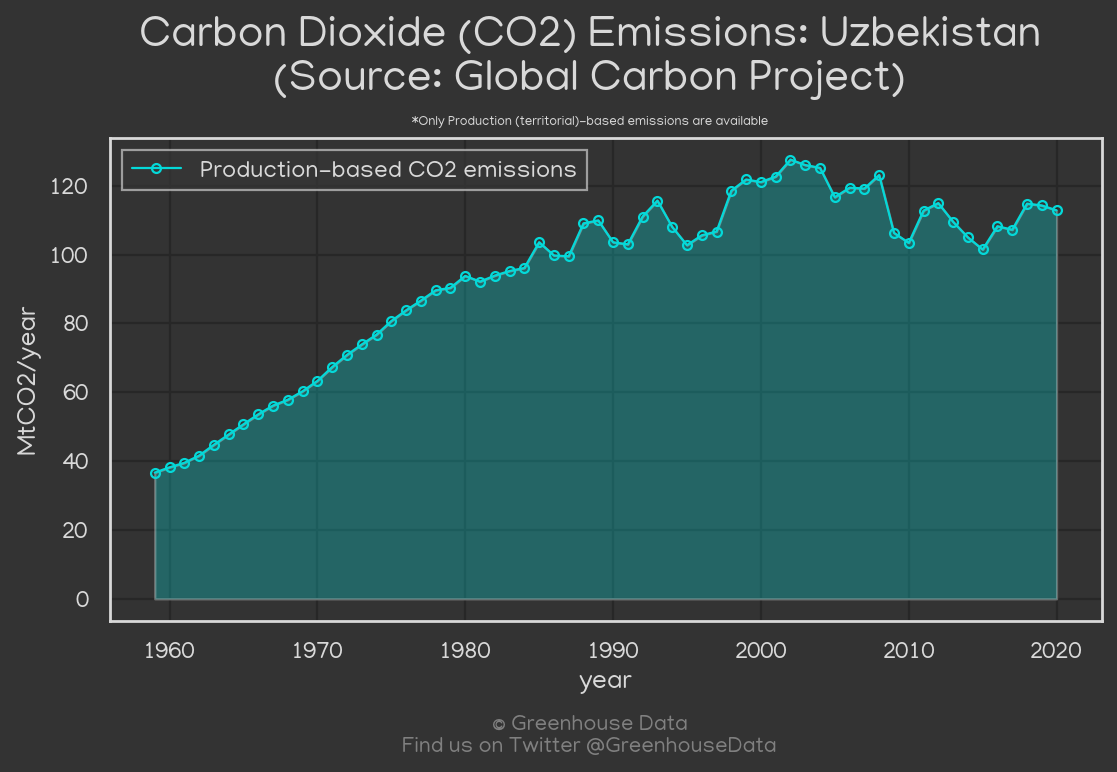 Carbon Dioxide (CO2) Emissions: Uzbekistan
(Source: Global Carbon Project)
*Only Production (territorial)-based emissions are available
Production-based CO2 emissions
MtCO2/year
120
100
80
60
40
20
0
1960 1970 1980 1990 2000 2010 2020
year
© Greenhouse Data
Find us on Twitter @GreenhouseData